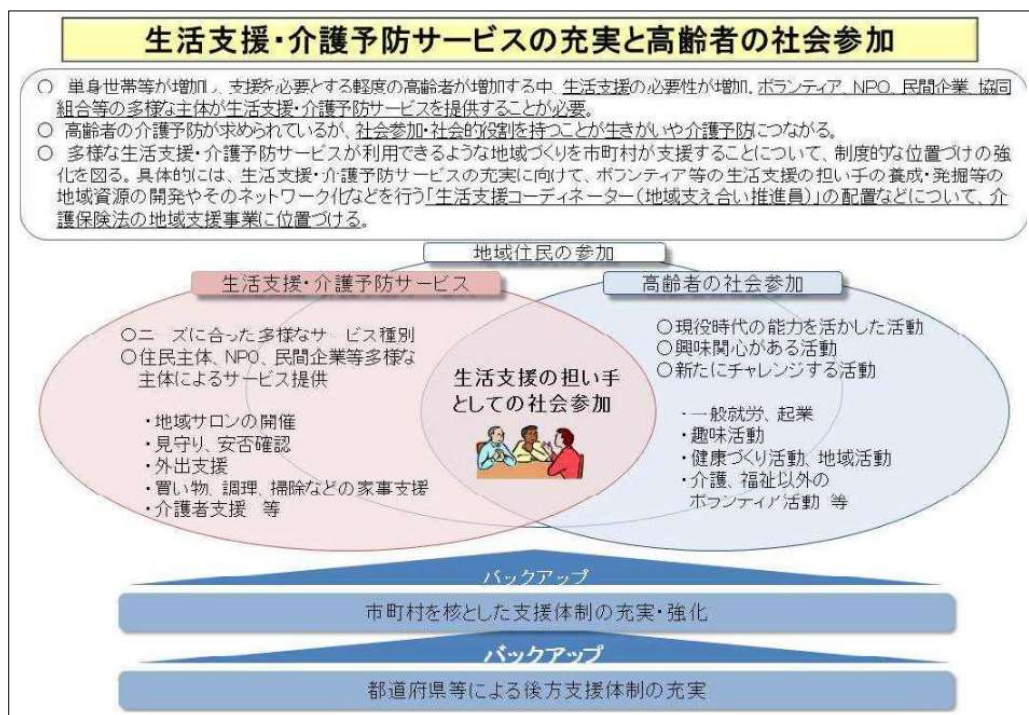 生活支援・介護予防サービスの充実と高齢者の社会参加
○ 単身世帯等が増加し、支援を必要とする軽度の高齢者が増加する中、生活支援の必要性が増加。ボランティア、NPO、民間企業、協同
組合等の多様な主体が生活支援・介護予防サービスを提供することが必要。
○ 高齢者の介護予防が求められているが、社会参加・社会的役割を持つことが生きがいや介護予防につながる。
○ 多様な生活支援・介護予防サービスが利用できるような地域づくりを市町村が支援することについて、制度的な位置づけの強
化を図る。具体的には、生活支援・介護予防サービスの充実に向けて、ボランティア等の生活支援の担い手の養成・発掘等の
地域資源の開発やそのネットワーク化などを行う「生活支援コーディネーター(地域支え合い推進員)」の配置などについて、介
護保険法の地域支援事業に位置づける。
地域住民の参加
生活支援・介護予防サービス
○ニーズに合った多様なサービス種別
○住民主体、NPO、民間企業等多様な
主体によるサービス提供
・地域サロンの開催
・見守り、安否確認
・外出支援
・買い物、調理、掃除などの家事支援
・介護者支援 等
生活支援の担い手
としての社会参加
高齢者の社会参加
○現役時代の能力を活かした活動
○興味関心がある活動
○新たにチャレンジする活動
・一般就労、起業
・趣味活動
・健康づくり活動、地域活動
・介護、福祉以外の
ボランティア活動 等
バックアップ
市町村を核とした支援体制の充実・強化
バックアップ
都道府県等による後方支援体制の充実